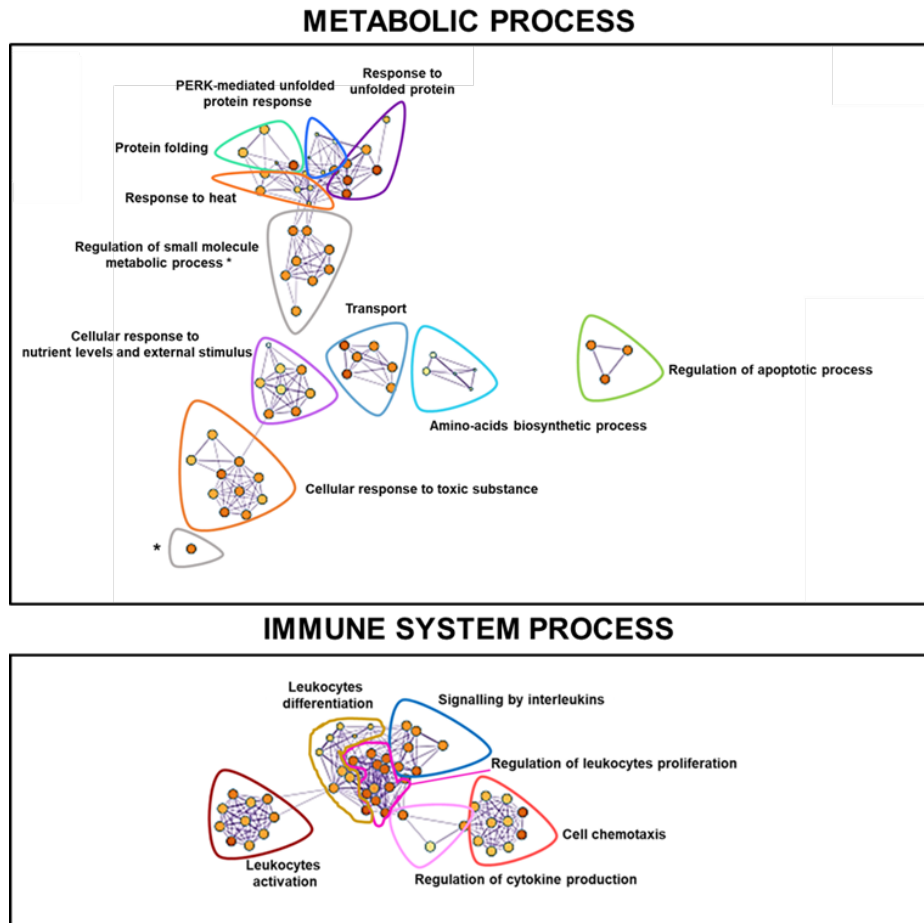 METABOLIC PROCESS
PERK-mediated unfolded
protein response
Response to
unfolded protein
Protein folding
Response to heat
Regulation of small molecule
metabolic process *
Transport
Cellular response to
nutrient levels and external stimulus
Regulation of apoptotic process
Amino-acids biosynthetic process
Cellular response to toxic substance
*
IMMUNE SYSTEM PROCESS
Leukocytes
differentiation
Signalling by interleukins
Regulation of leukocytes proliferation
Cell chemotaxis
Leukocytes
activation
Regulation of cytokine production